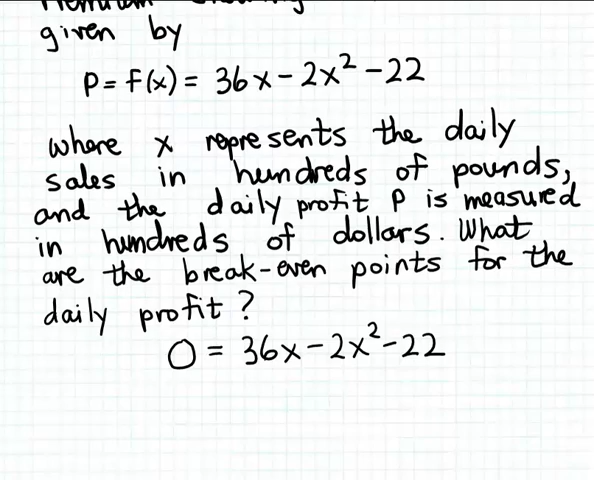 given by
P = f(x) = 36x - 2x² - 22
where x represents the daily
sales in hundreds of pounds,
and the daily profit P is measured
in hundreds of dollars. What
are the break-even points for the
daily profit?
0 = 36x - 2x² - 22